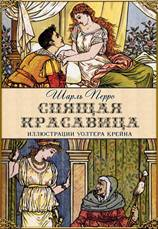 Шарль Перро
СПЯЩАЯ
КРАСАВИЦА
ИЛЛЮСТРАЦИИ УОЛТЕРА КРЕЙНА